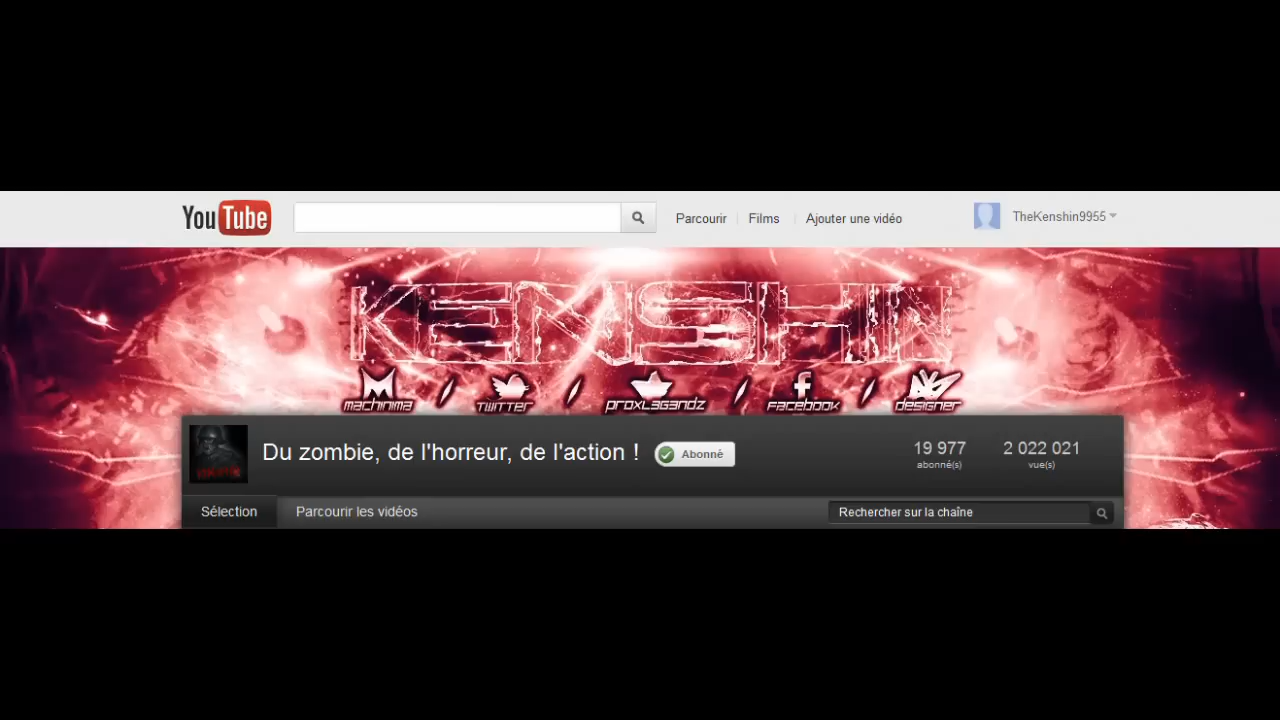 YouTube Parcourir Films Ajouter une vidéo TheKenshin9955
KENSHIN
MACHINIMA / TWITTER / PROXL3GANDZ / FACEBOOK / DESIGNER
Du zombie, de l'horreur, de l'action ! Abonné 19 977 2 022 021
abonné(s) vue(s)
Sélection Parcourir les vidéos Rechercher sur la chaîne